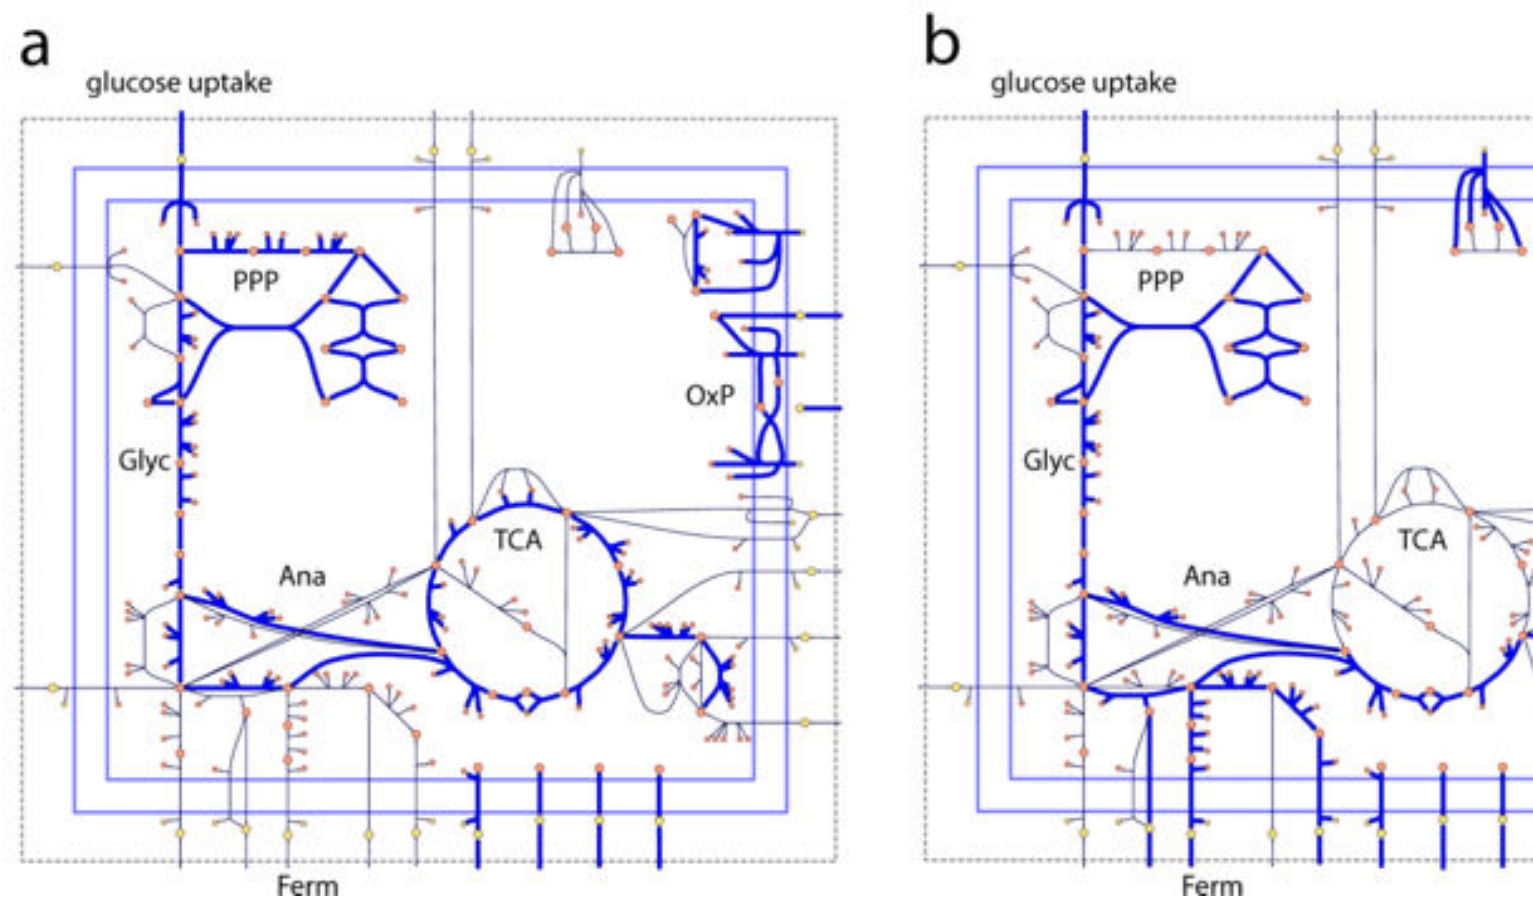 a
glucose uptake
PPP
OxP
Glyc
TCA
Ana
Ferm
b
glucose uptake
PPP
Glyc
TCA
Ana
Ferm